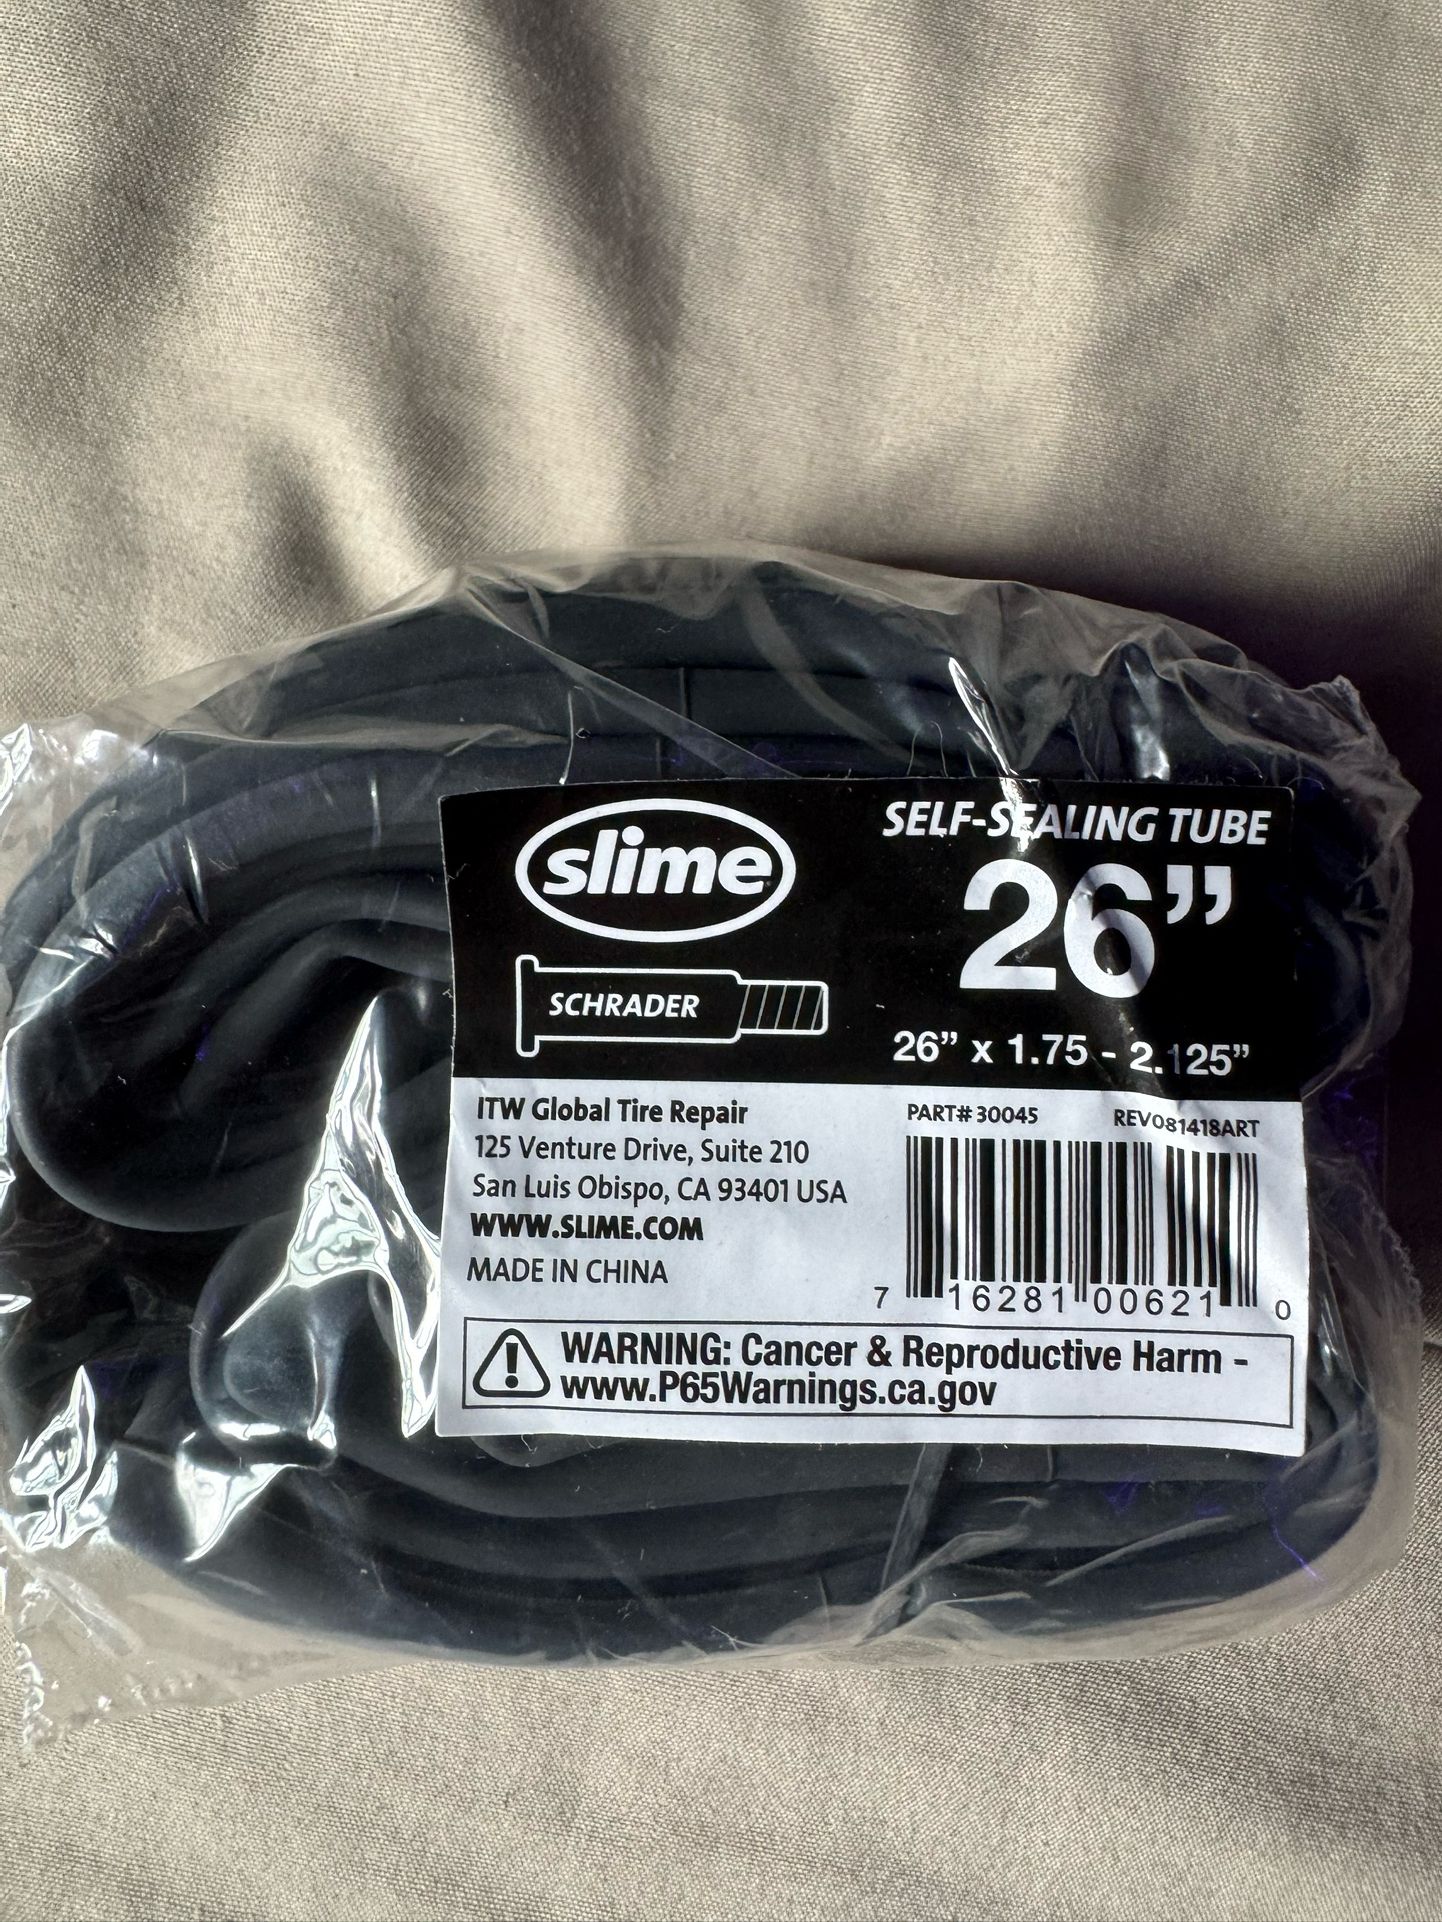 slime
SELF-SEALING TUBE
26”
SCHRADER
26” x 1.75 - 2.125”
ITW Global Tire Repair
125 Venture Drive, Suite 210
San Luis Obispo, CA 93401 USA
WWW.SLIME.COM
MADE IN CHINA
PART# 30045 REV081418ART
7 16281 00621 0
WARNING: Cancer & Reproductive Harm -
www.P65Warnings.ca.gov